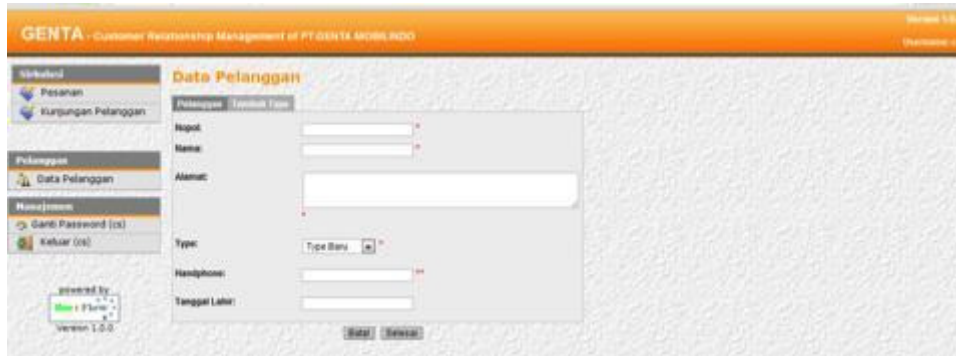 GENTA - Customer Relationship Management of PT.GENTA MOBILINDO
Version 1.0
Username
Sirkulasi
Pesanan
Kunjungan Pelanggan
Pelanggan
Data Pelanggan
Manajemen
Ganti Password (cs)
Keluar (cs)
powered by
Flow
Version 1.0.0
Data Pelanggan
Pelanggan Tambah Type
Nopol: *
Nama: *
Alamat:
*
Type: Type Baru *
Handphone: **
Tanggal Lahir:
Batal Selesai